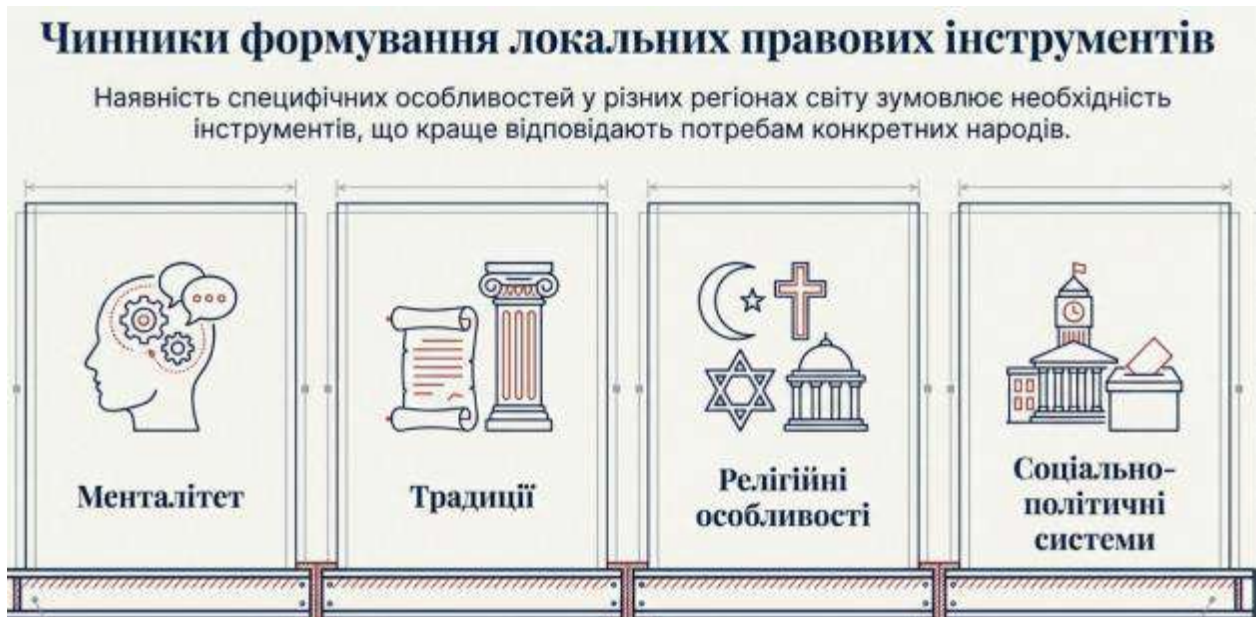 Чинники формування локальних правових інструментів
Наявність специфічних особливостей у різних регіонах світу зумовлює необхідність
інструментів, що краще відповідають потребам конкретних народів.
Менталітет
Традиції
Релігійні
особливості
Соціально-
політичні
системи